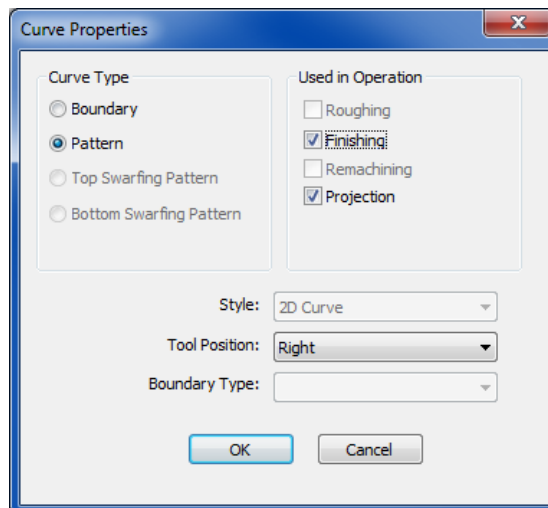 Curve Properties
Curve Type
Boundary
Pattern
Top Swarfing Pattern
Bottom Swarfing Pattern
Used in Operation
Roughing
Finishing
Remachining
Projection
Style: 2D Curve
Tool Position: Right
Boundary Type:
OK Cancel